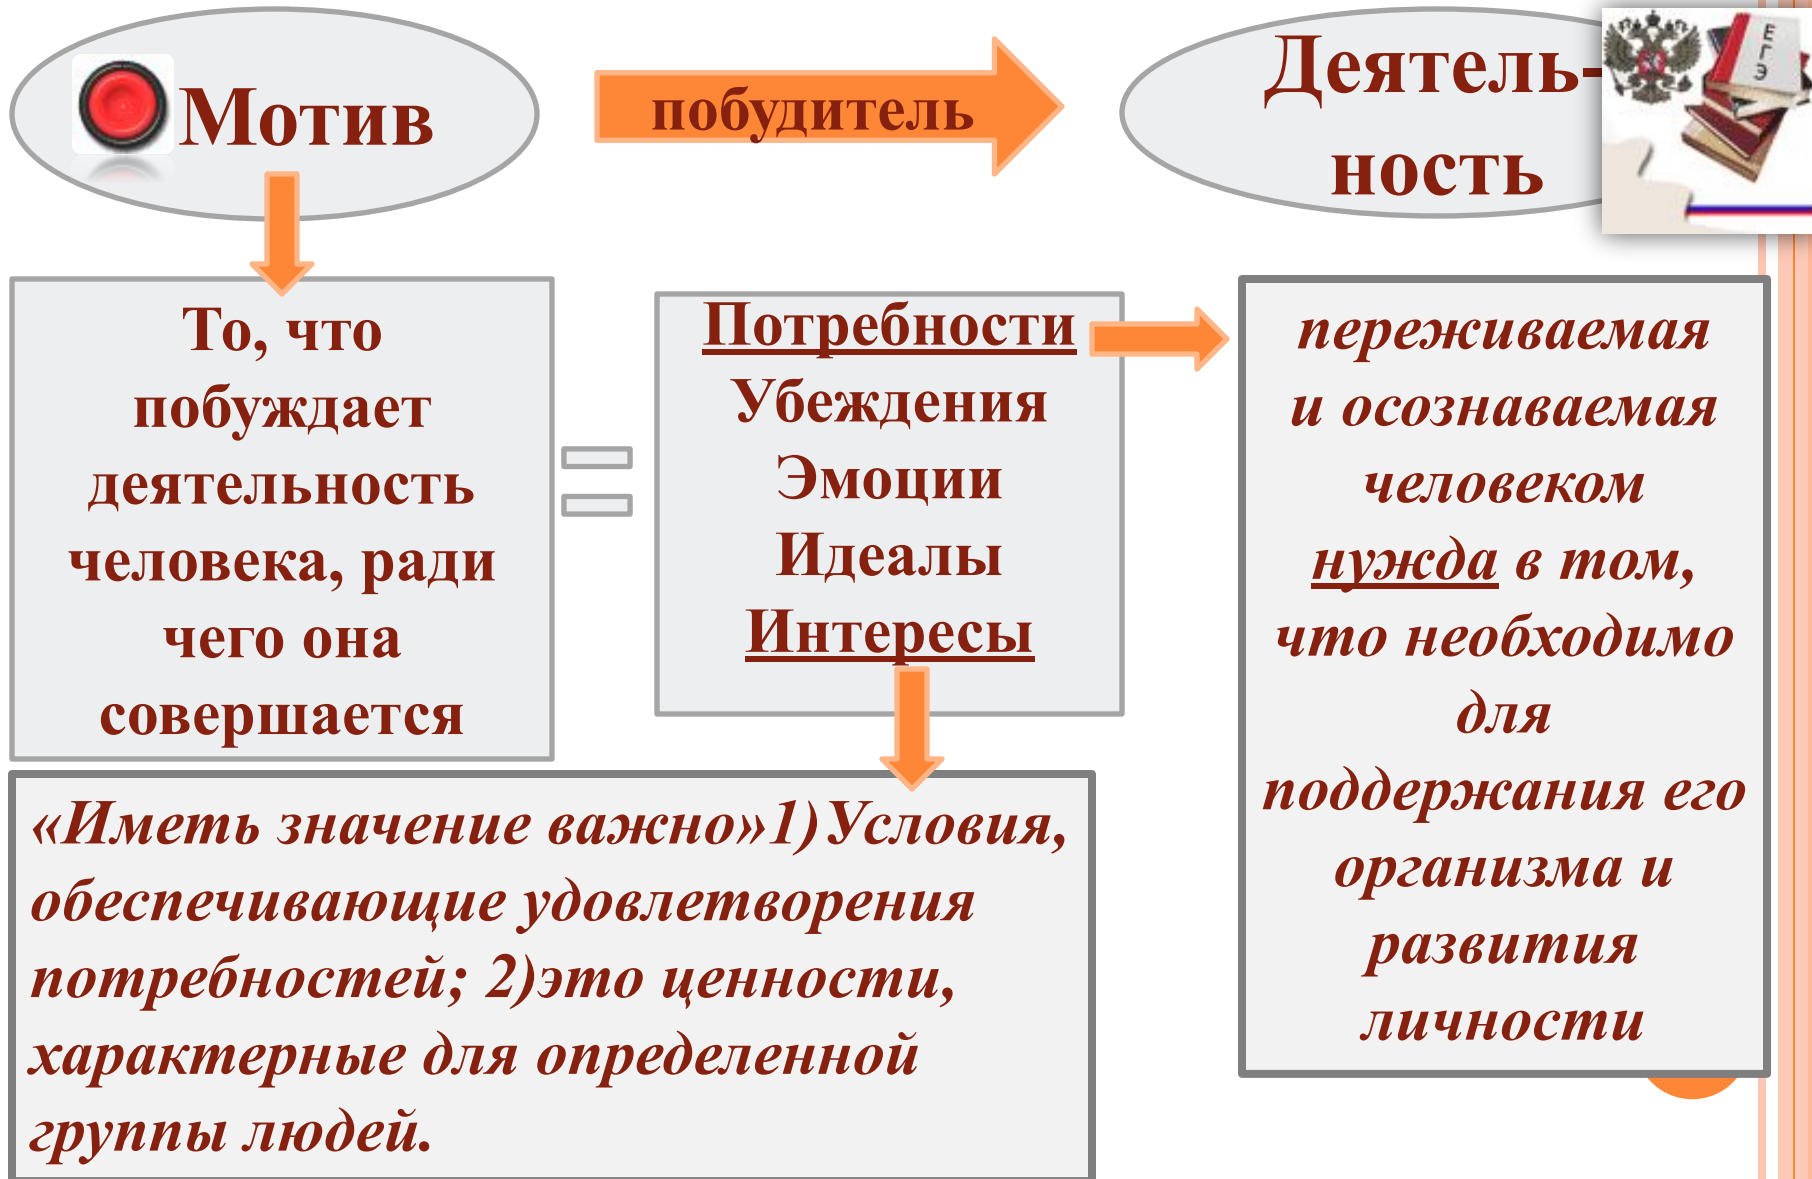 Мотив
побудитель
Деятель-
ность
ЕГЭ
То, что
побуждает
деятельность
человека, ради
чего она
совершается
Потребности
Убеждения
Эмоции
Идеалы
Интересы
переживаемая
и осознаваемая
человеком
нужда в том,
что необходимо
для
поддержания его
организма и
развития
личности
«Иметь значение важно»1)Условия,
обеспечивающие удовлетворения
потребностей; 2)это ценности,
характерные для определенной
группы людей.